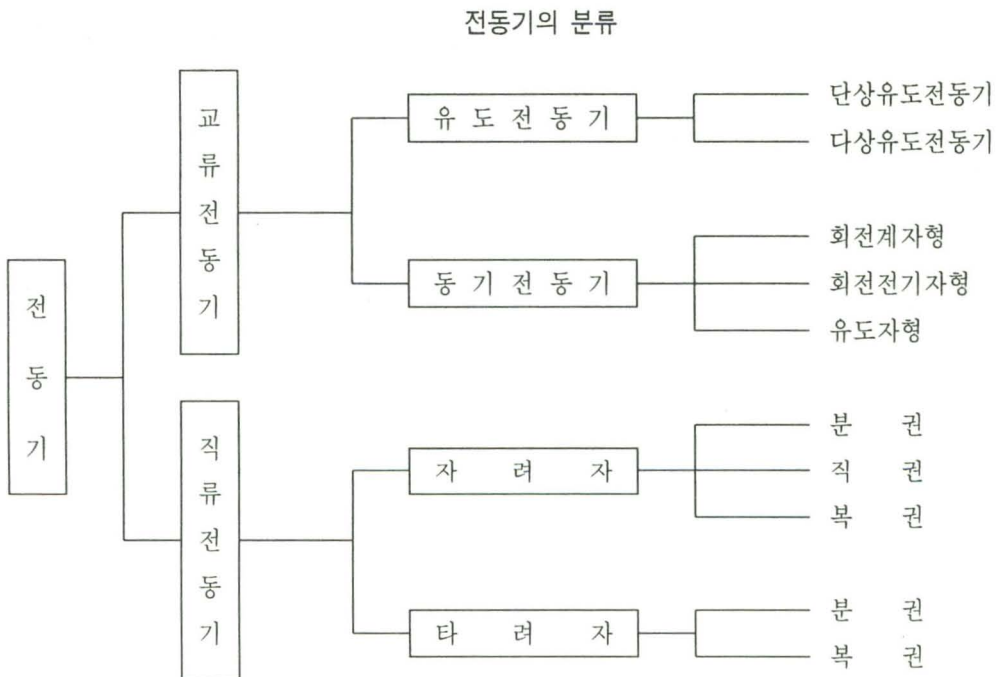 전동기의 분류
전동기
교류전동기
유도전동기
단상유도전동기
다상유도전동기
동기전동기
회전계자형
회전전기자형
유도자형
직류전동기
자려자
분권
직권
복권
타려자
분권
복권